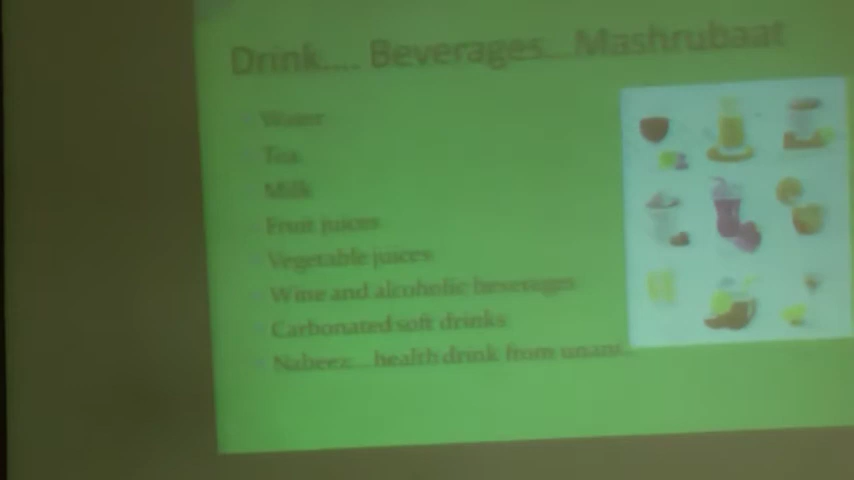 Drink.... Beverages...Mashrubaat
Water
Tea
Milk
Fruit juices
Vegetable juices
Wine and alcoholic beverages
Carbonated soft drinks
Nabeez....health drink from